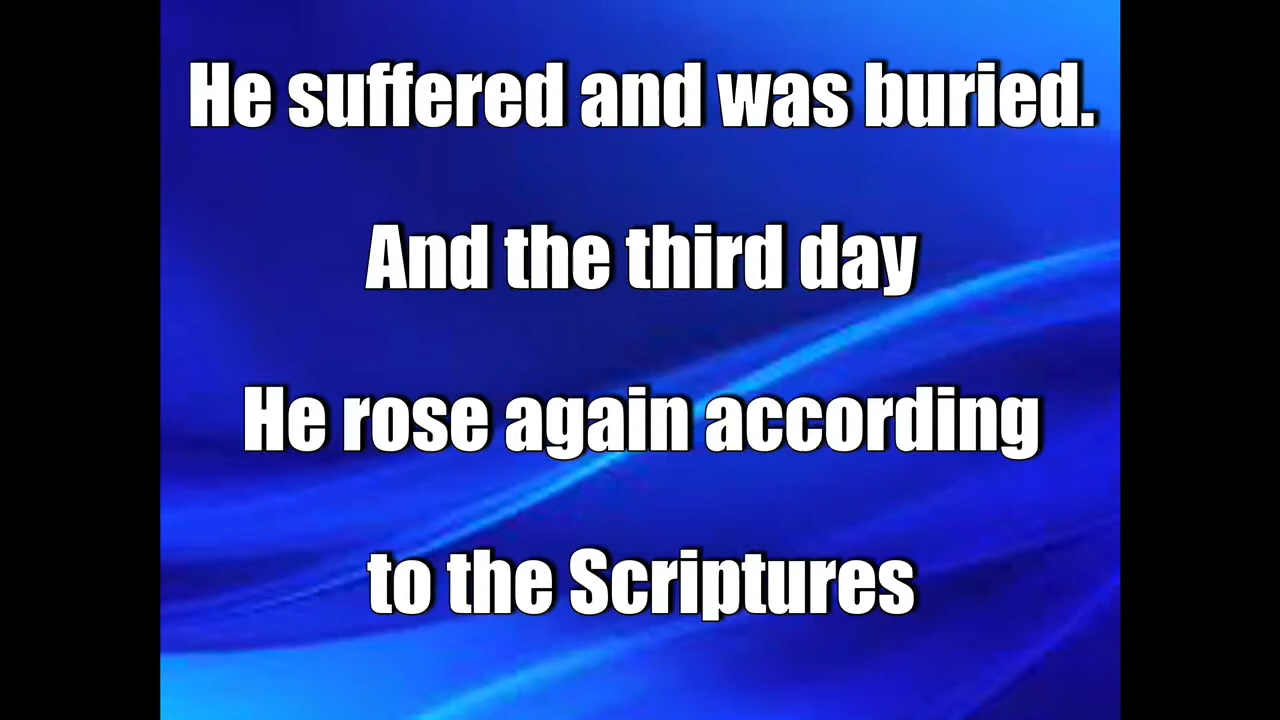 He suffered and was buried.
And the third day
He rose again according
to the Scriptures